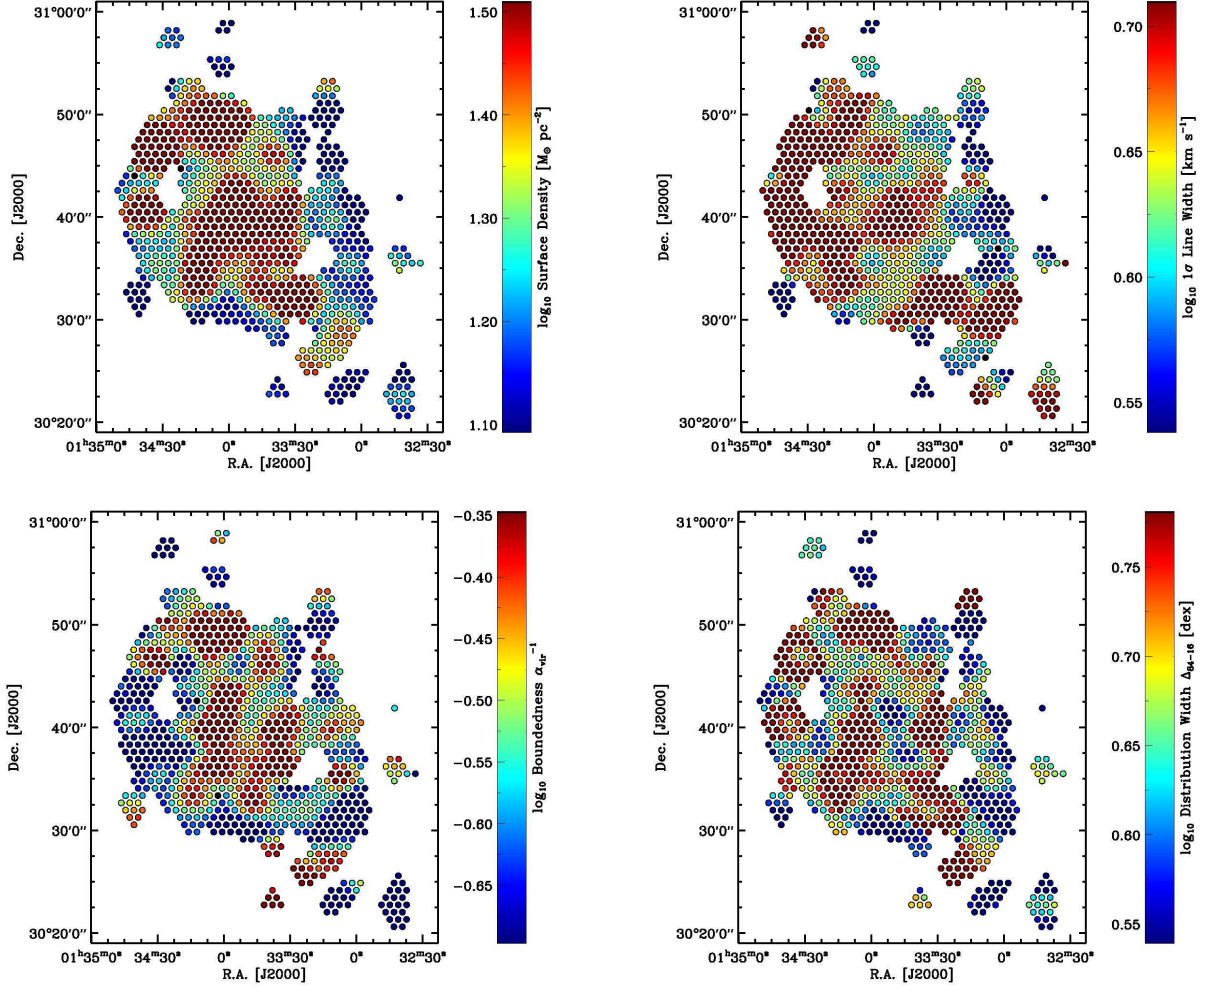 31°00′0″
50′0″
40′0″
30′0″
30°20′0″
Dec. [J2000]
01ʰ35ᵐ0ˢ 34ᵐ30ˢ 0ˢ 33ᵐ30ˢ 0ˢ 32ᵐ30ˢ
R.A. [J2000]
1.50
1.40
1.30
1.20
1.10
log₁₀ Surface Density [M⊙ pc⁻²]
31°00′0″
50′0″
40′0″
30′0″
30°20′0″
Dec. [J2000]
01ʰ35ᵐ0ˢ 34ᵐ30ˢ 0ˢ 33ᵐ30ˢ 0ˢ 32ᵐ30ˢ
R.A. [J2000]
0.70
0.65
0.60
0.55
log₁₀ 1σ Line Width [km s⁻¹]
31°00′0″
50′0″
40′0″
30′0″
30°20′0″
Dec. [J2000]
01ʰ35ᵐ0ˢ 34ᵐ30ˢ 0ˢ 33ᵐ30ˢ 0ˢ 32ᵐ30ˢ
R.A. [J2000]
−0.35
−0.40
−0.45
−0.50
−0.55
−0.60
−0.65
log₁₀ Boundedness αvir⁻¹
31°00′0″
50′0″
40′0″
30′0″
30°20′0″
Dec. [J2000]
01ʰ35ᵐ0ˢ 34ᵐ30ˢ 0ˢ 33ᵐ30ˢ 0ˢ 32ᵐ30ˢ
R.A. [J2000]
0.75
0.70
0.65
0.60
0.55
log₁₀ Distribution Width Δ₈₄₋₁₆ [dex]